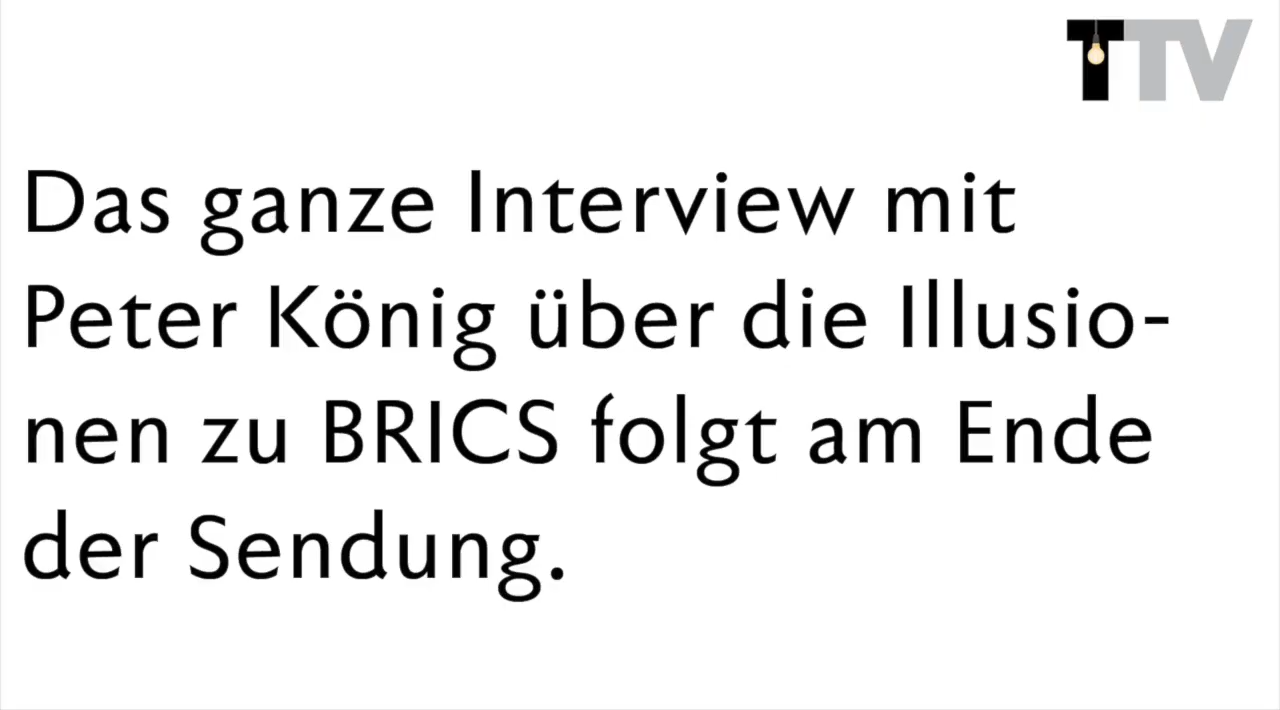 TTV
Das ganze Interview mit
Peter König über die Illusio-
nen zu BRICS folgt am Ende
der Sendung.